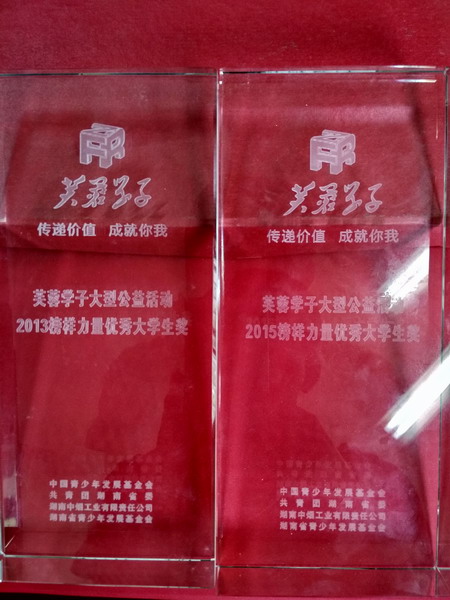 芙蓉学子
传递价值 成就你我
芙蓉学子大型公益活动
2013榜样力量优秀大学生奖
中国青少年发展基金会
共青团湖南省委
湖南中烟工业有限责任公司
湖南省青少年发展基金会
芙蓉学子
传递价值 成就你我
芙蓉学子大型公益活
2015榜样力量优秀大学生奖
中国青少年发展基金会
共青团湖南省委
湖南中烟工业有限责任公司
湖南省青少年发展基金会